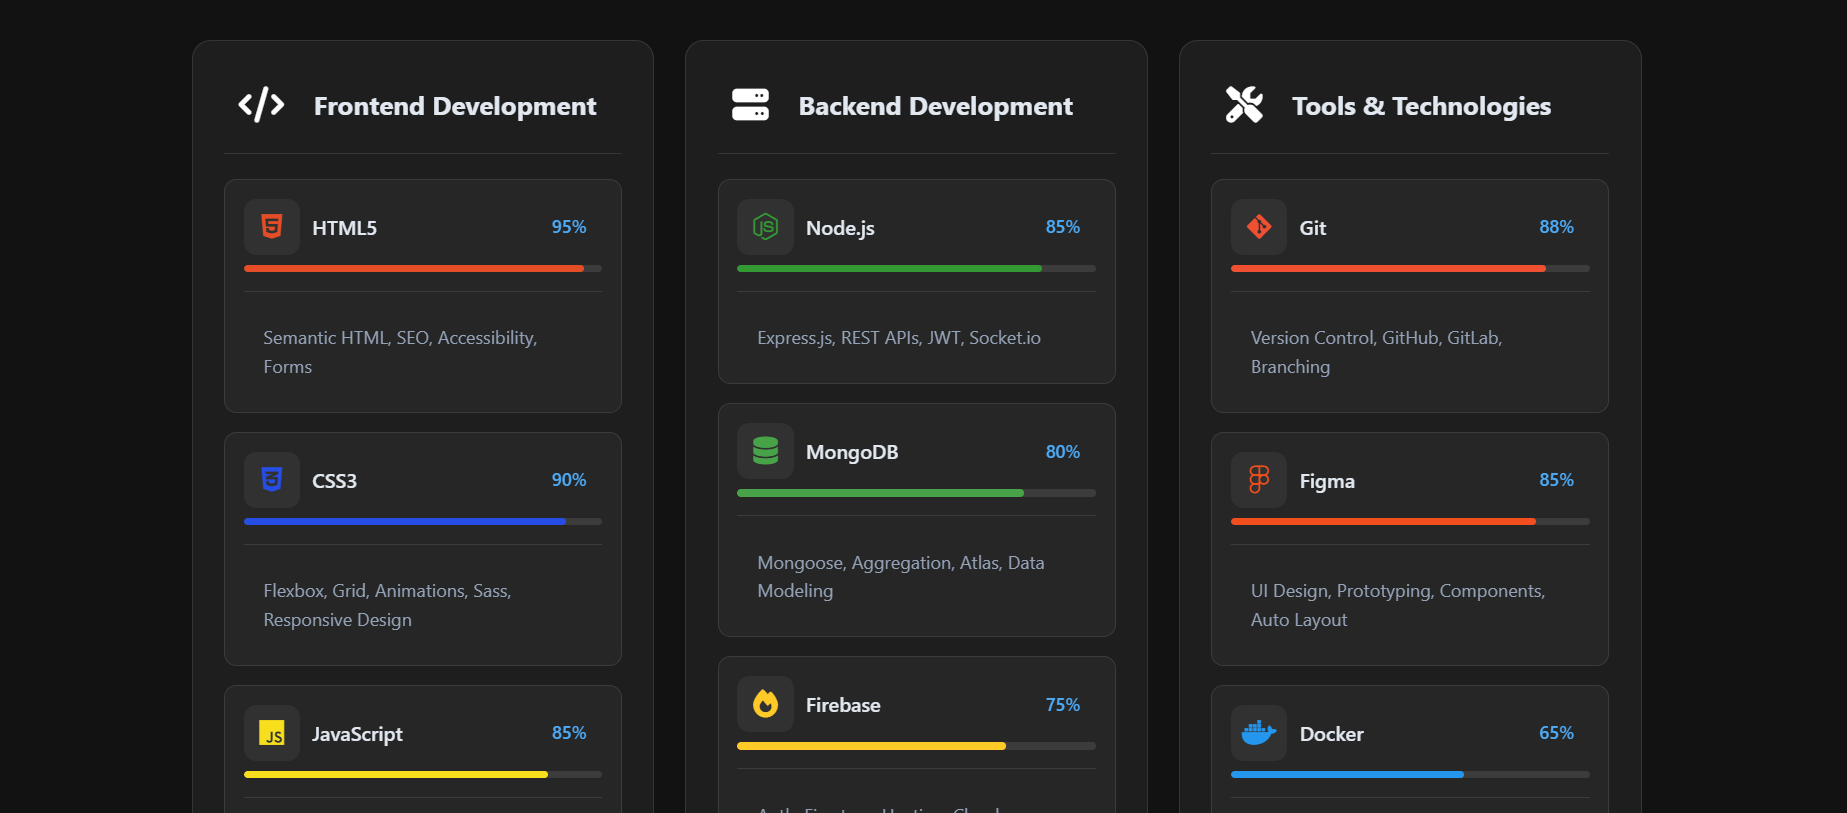 Frontend Development
HTML5
95%
Semantic HTML, SEO, Accessibility,
Forms
CSS3
90%
Flexbox, Grid, Animations, Sass,
Responsive Design
JS
JavaScript
85%
Backend Development
Node.js
85%
Express.js, REST APIs, JWT, Socket.io
MongoDB
80%
Mongoose, Aggregation, Atlas, Data
Modeling
Firebase
75%
Tools & Technologies
Git
88%
Version Control, GitHub, GitLab,
Branching
Figma
85%
UI Design, Prototyping, Components,
Auto Layout
Docker
65%